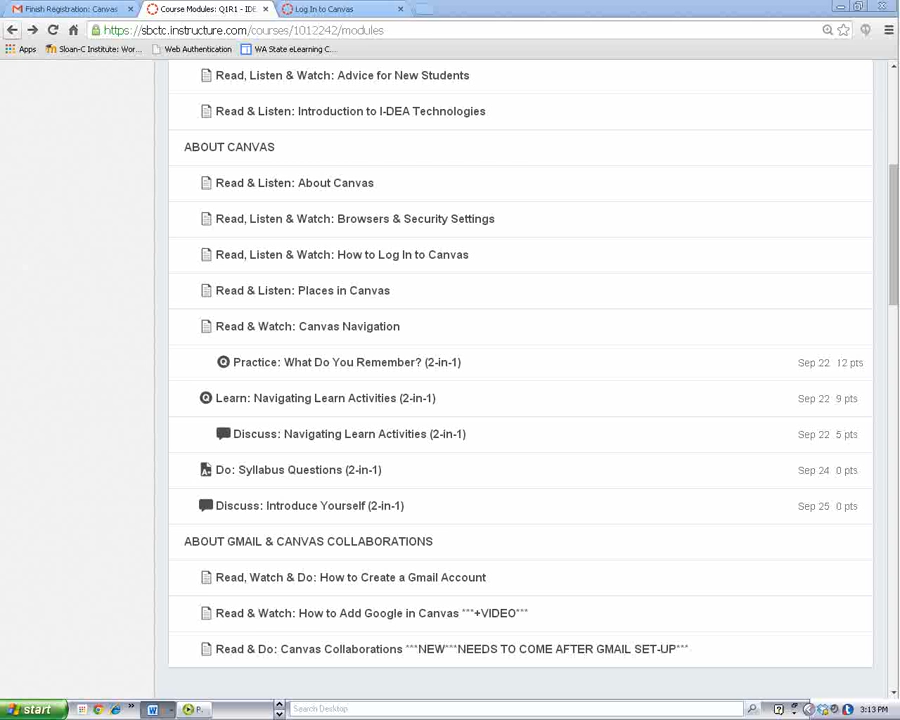 Finish Registration: Canvas
Course Modules: Q1R1 - IDE
Log In to Canvas
https://sbctc.instructure.com/courses/1012242/modules
Apps
Sloan-C Institute: Wor...
Web Authentication
WA State eLearning C...
Read, Listen & Watch: Advice for New Students
Read & Listen: Introduction to I-DEA Technologies
ABOUT CANVAS
Read & Listen: About Canvas
Read, Listen & Watch: Browsers & Security Settings
Read, Listen & Watch: How to Log In to Canvas
Read & Listen: Places in Canvas
Read & Watch: Canvas Navigation
Practice: What Do You Remember? (2-in-1) Sep 22 12 pts
Learn: Navigating Learn Activities (2-in-1) Sep 22 9 pts
Discuss: Navigating Learn Activities (2-in-1) Sep 22 5 pts
Do: Syllabus Questions (2-in-1) Sep 24 0 pts
Discuss: Introduce Yourself (2-in-1) Sep 25 0 pts
ABOUT GMAIL & CANVAS COLLABORATIONS
Read, Watch & Do: How to Create a Gmail Account
Read & Watch: How to Add Google in Canvas ***+VIDEO***
Read & Do: Canvas Collaborations ***NEW***NEEDS TO COME AFTER GMAIL SET-UP***
start
»
P.
Search Desktop
3:13 PM